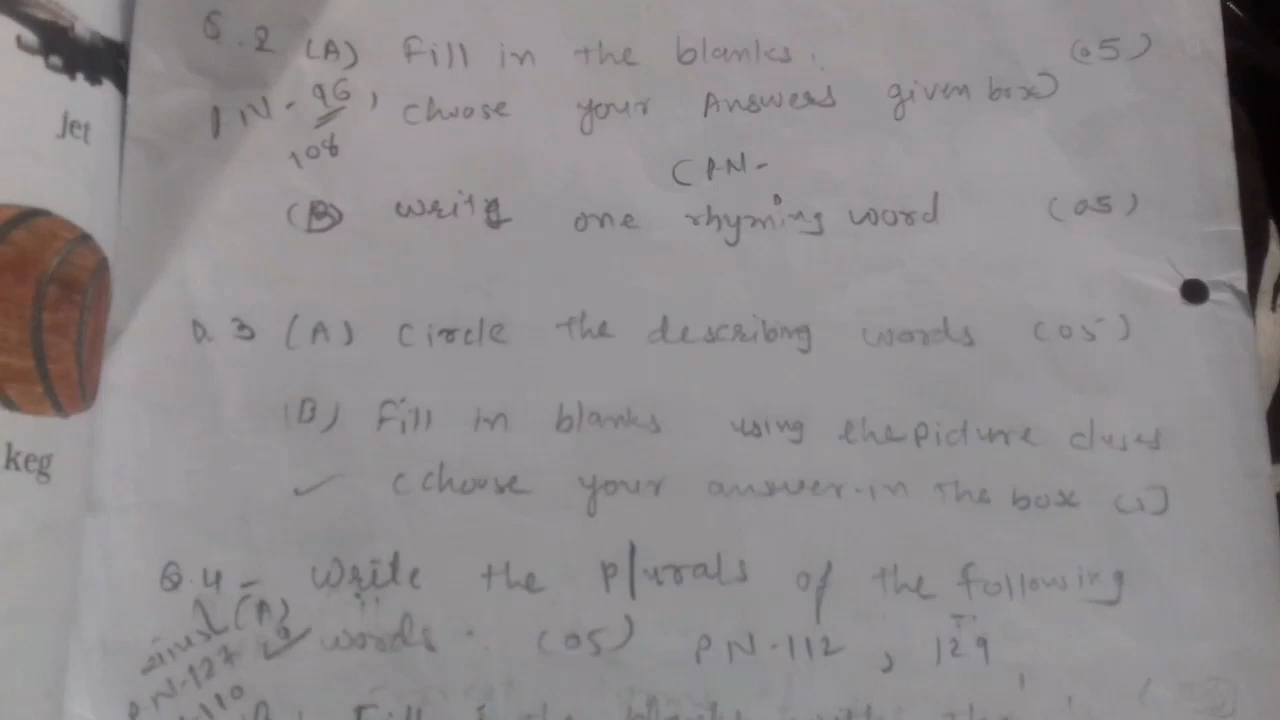 Q.2 (A) Fill in the blanks. (05)
PN-96, choose your Answers given box)
108
(PN-
(B) write one rhyming word (05)
Q.3 (A) Circle the describing words (05)
(B) Fill in blanks using the picture clues
(choose your answer in the box
Q.4 - Write the plurals of the following
(A)
words. (05) PN-112, 129
PN-127
110
jet
keg